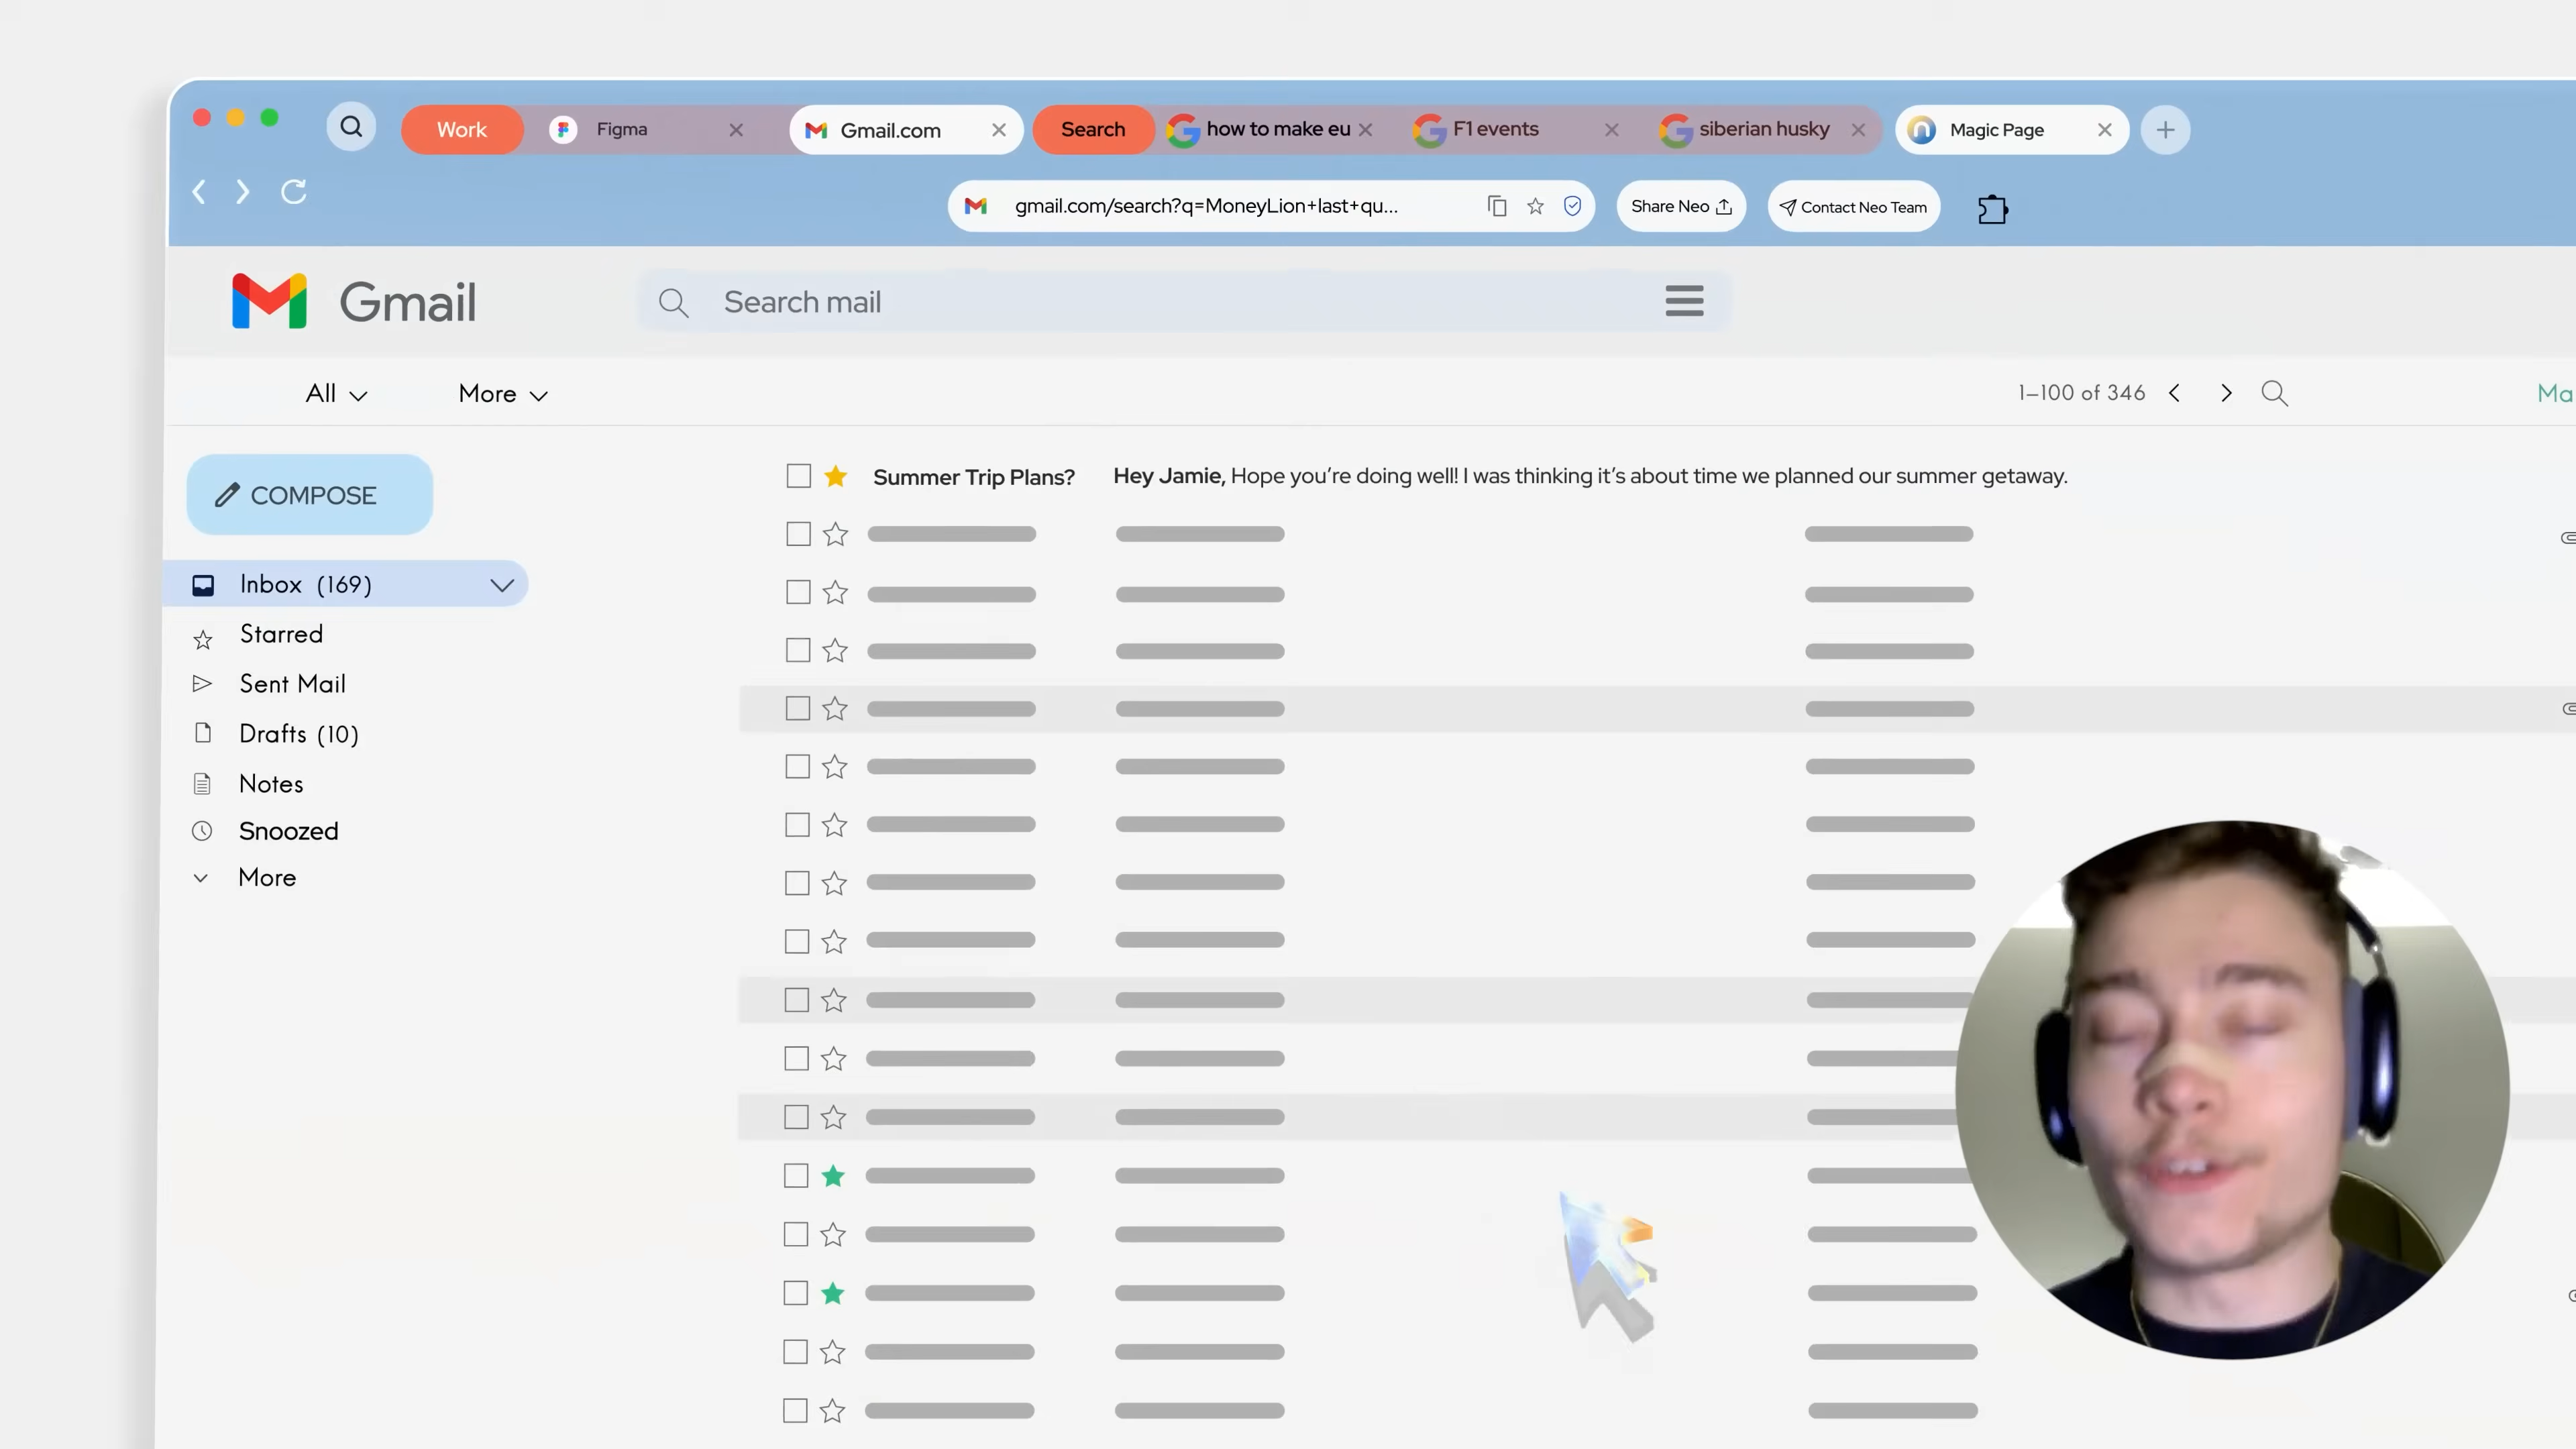 Work
Figma
Gmail.com
Search
how to make eu
F1 events
siberian husky
Magic Page
gmail.com/search?q=MoneyLion+last+qu...
Share Neo
Contact Neo Team
Gmail
Search mail
All
More
1–100 of 346
Ma
COMPOSE
Summer Trip Plans? Hey Jamie, Hope you’re doing well! I was thinking it’s about time we planned our summer getaway.
Inbox (169)
Starred
Sent Mail
Drafts (10)
Notes
Snoozed
More